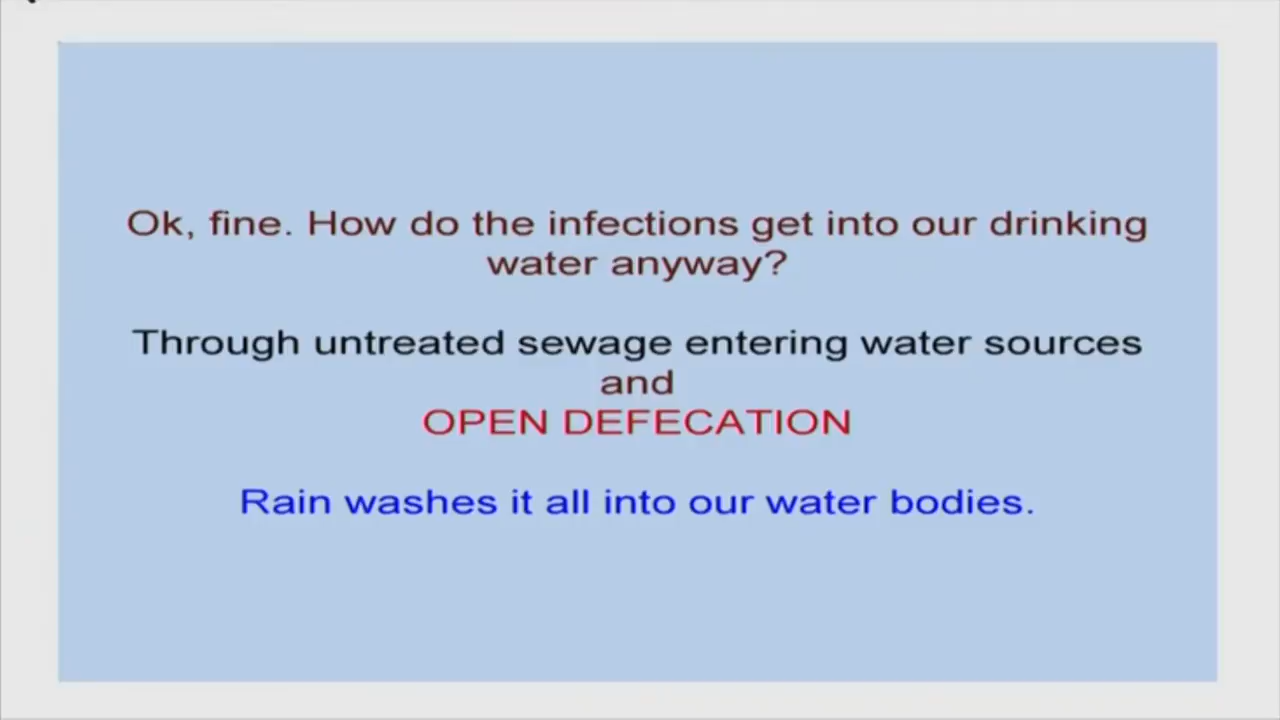 Ok, fine. How do the infections get into our drinking
water anyway?
Through untreated sewage entering water sources
and
OPEN DEFECATION
Rain washes it all into our water bodies.